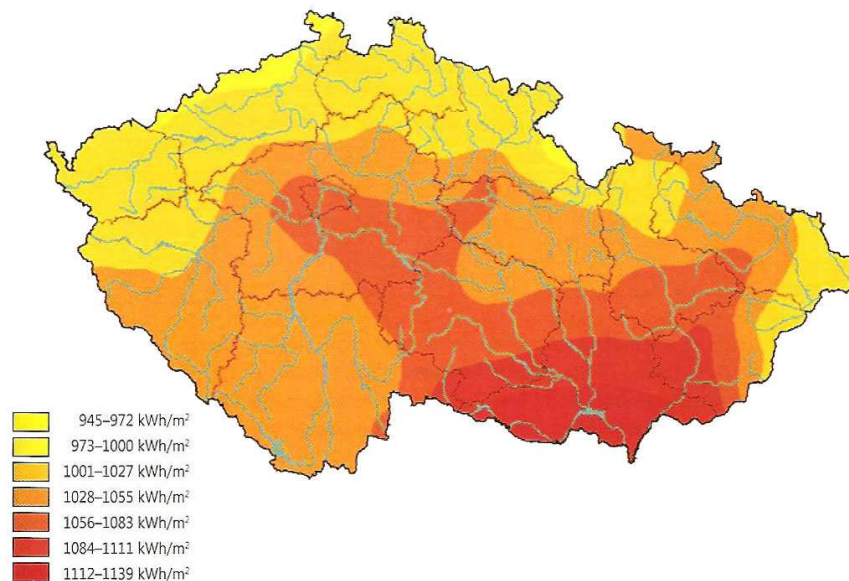 945–972 kWh/m²
973–1000 kWh/m²
1001–1027 kWh/m²
1028–1055 kWh/m²
1056–1083 kWh/m²
1084–1111 kWh/m²
1112–1139 kWh/m²